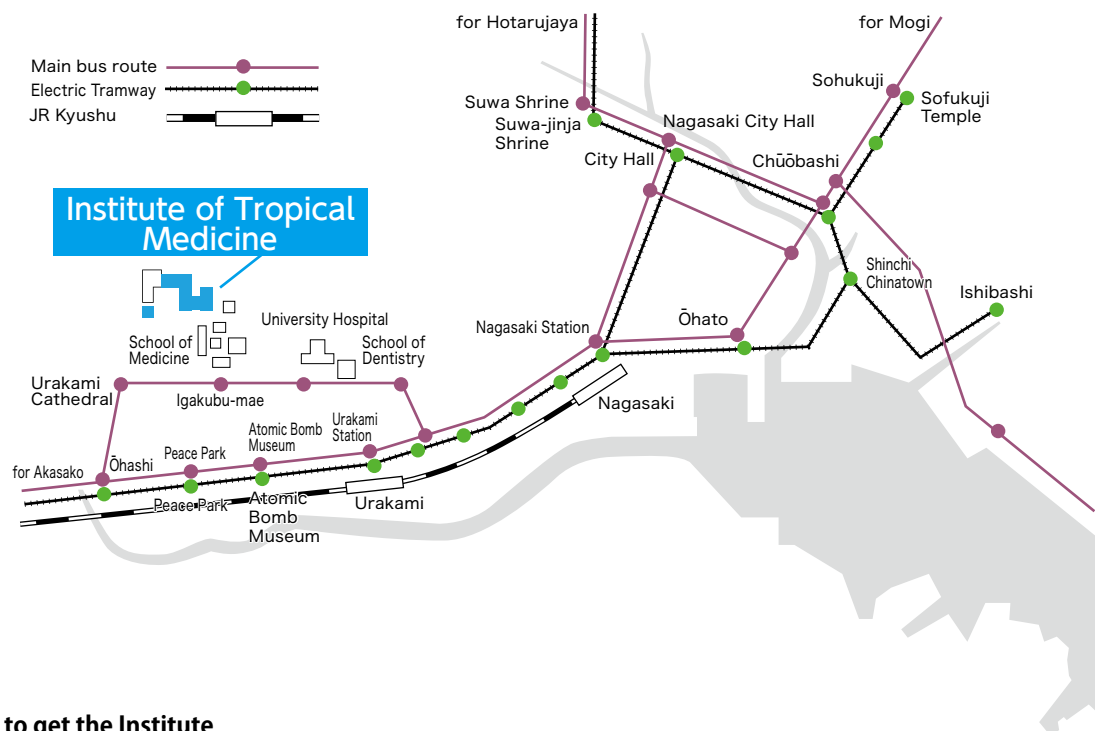 for Hotarujaya
for Mogi
Main bus route
Electric Tramway
JR Kyushu
Sohukuji
Sofukuji
Temple
Suwa Shrine
Suwa-jinja
Shrine
Nagasaki City Hall
City Hall
Chūōbashi
Institute of Tropical
Medicine
Shinchi
Chinatown
Ishibashi
University Hospital
School of
Medicine
School of
Dentistry
Nagasaki Station
Ōhato
Urakami
Cathedral
Igakubu-mae
Nagasaki
Urakami
Station
Atomic Bomb
Museum
Peace Park
Ōhashi
for Akasako
Peace Park
Atomic
Bomb
Museum
Urakami
to get the Institute